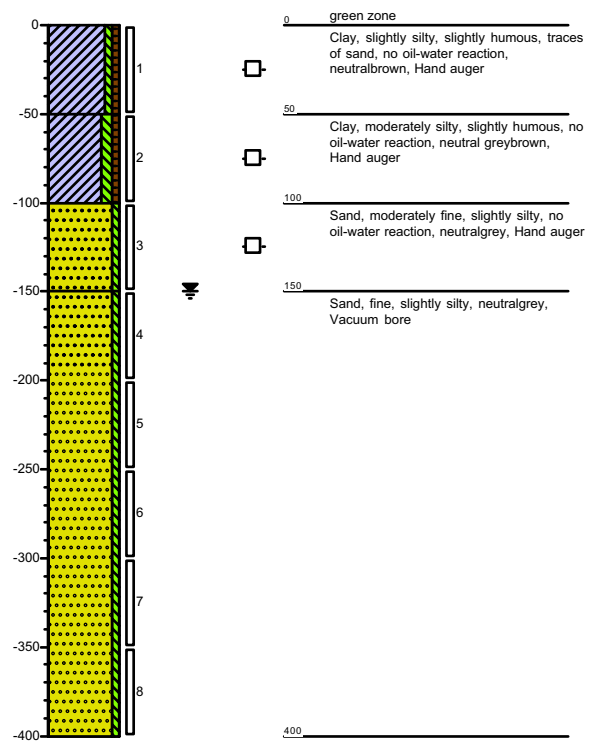 0
-50
-100
-150
-200
-250
-300
-350
-400
1
2
3
4
5
6
7
8
0
green zone
Clay, slightly silty, slightly humous, traces
of sand, no oil-water reaction,
neutralbrown, Hand auger
50
Clay, moderately silty, slightly humous, no
oil-water reaction, neutral greybrown,
Hand auger
100
Sand, moderately fine, slightly silty, no
oil-water reaction, neutralgrey, Hand auger
150
Sand, fine, slightly silty, neutralgrey,
Vacuum bore
400